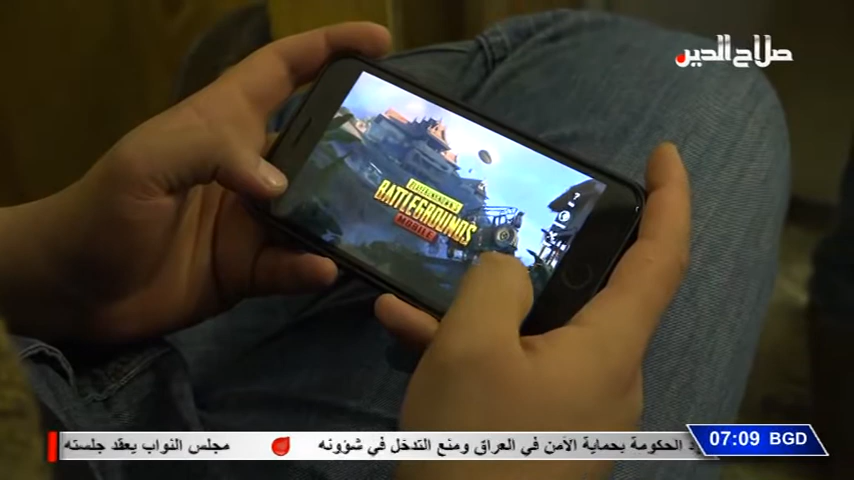 صلاح الدين
PLAYERUNKNOWN'S
BATTLEGROUNDS
MOBILE
الحكومة بحماية الأمن في العراق ومنع التدخل في شؤونه مجلس النواب يعقد جلسته
07:09 BGD